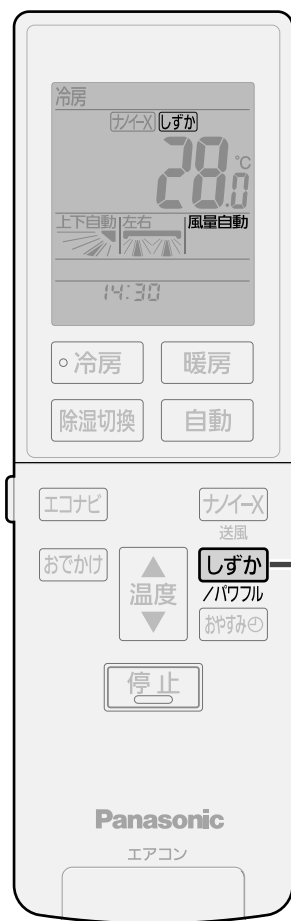 冷房
ナノイーX しずか
28.0℃
上下自動 左右 風量自動
14:30
冷房 暖房
除湿切換 自動
エコナビ ナノイーX
送風
おでかけ 温度 しずか
/パワフル
おやすみ
停止
Panasonic
エアコン